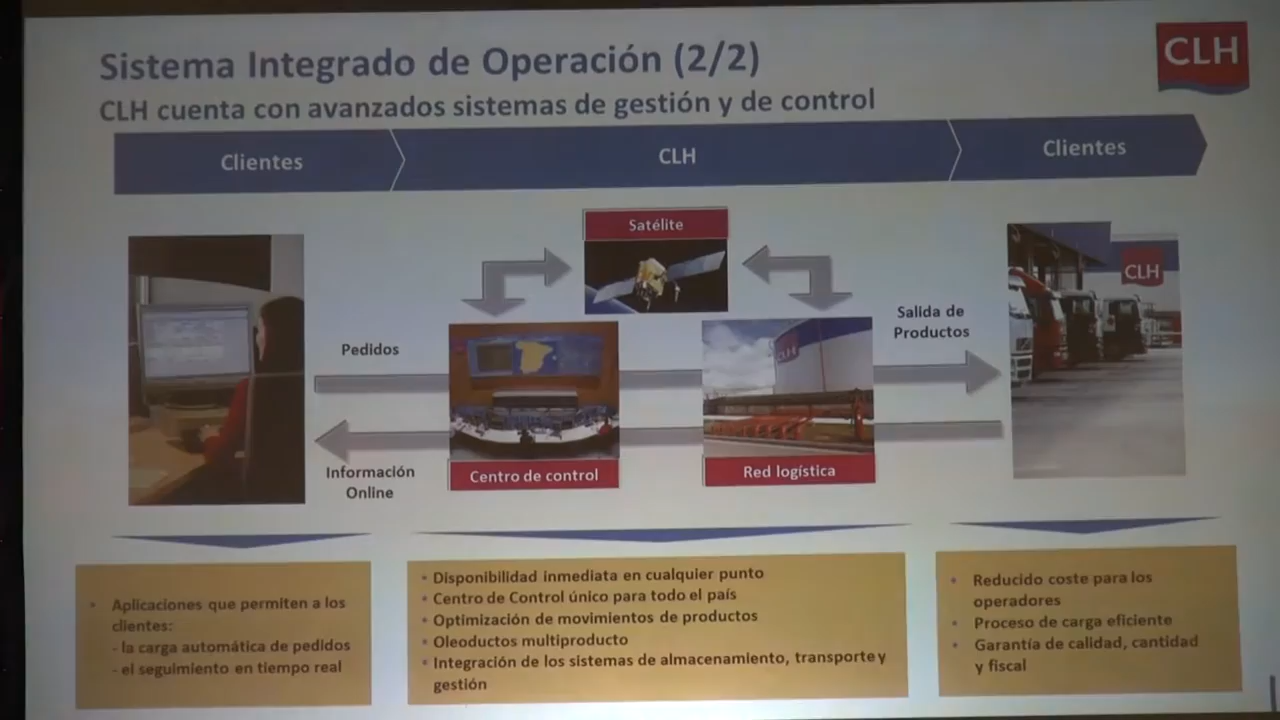 Sistema Integrado de Operación (2/2)
CLH
CLH cuenta con avanzados sistemas de gestión y de control
Clientes
CLH
Clientes
Satélite
CLH
Salida de
Productos
Pedidos
CLH
Información
Online
Centro de control
Red logística
• Aplicaciones que permiten a los
clientes:
- la carga automática de pedidos
- el seguimiento en tiempo real
• Disponibilidad inmediata en cualquier punto
• Centro de Control único para todo el país
• Optimización de movimientos de productos
• Oleoductos multiproducto
• Integración de los sistemas de almacenamiento, transporte y
gestión
• Reducido coste para los
operadores
• Proceso de carga eficiente
• Garantía de calidad, cantidad
y fiscal